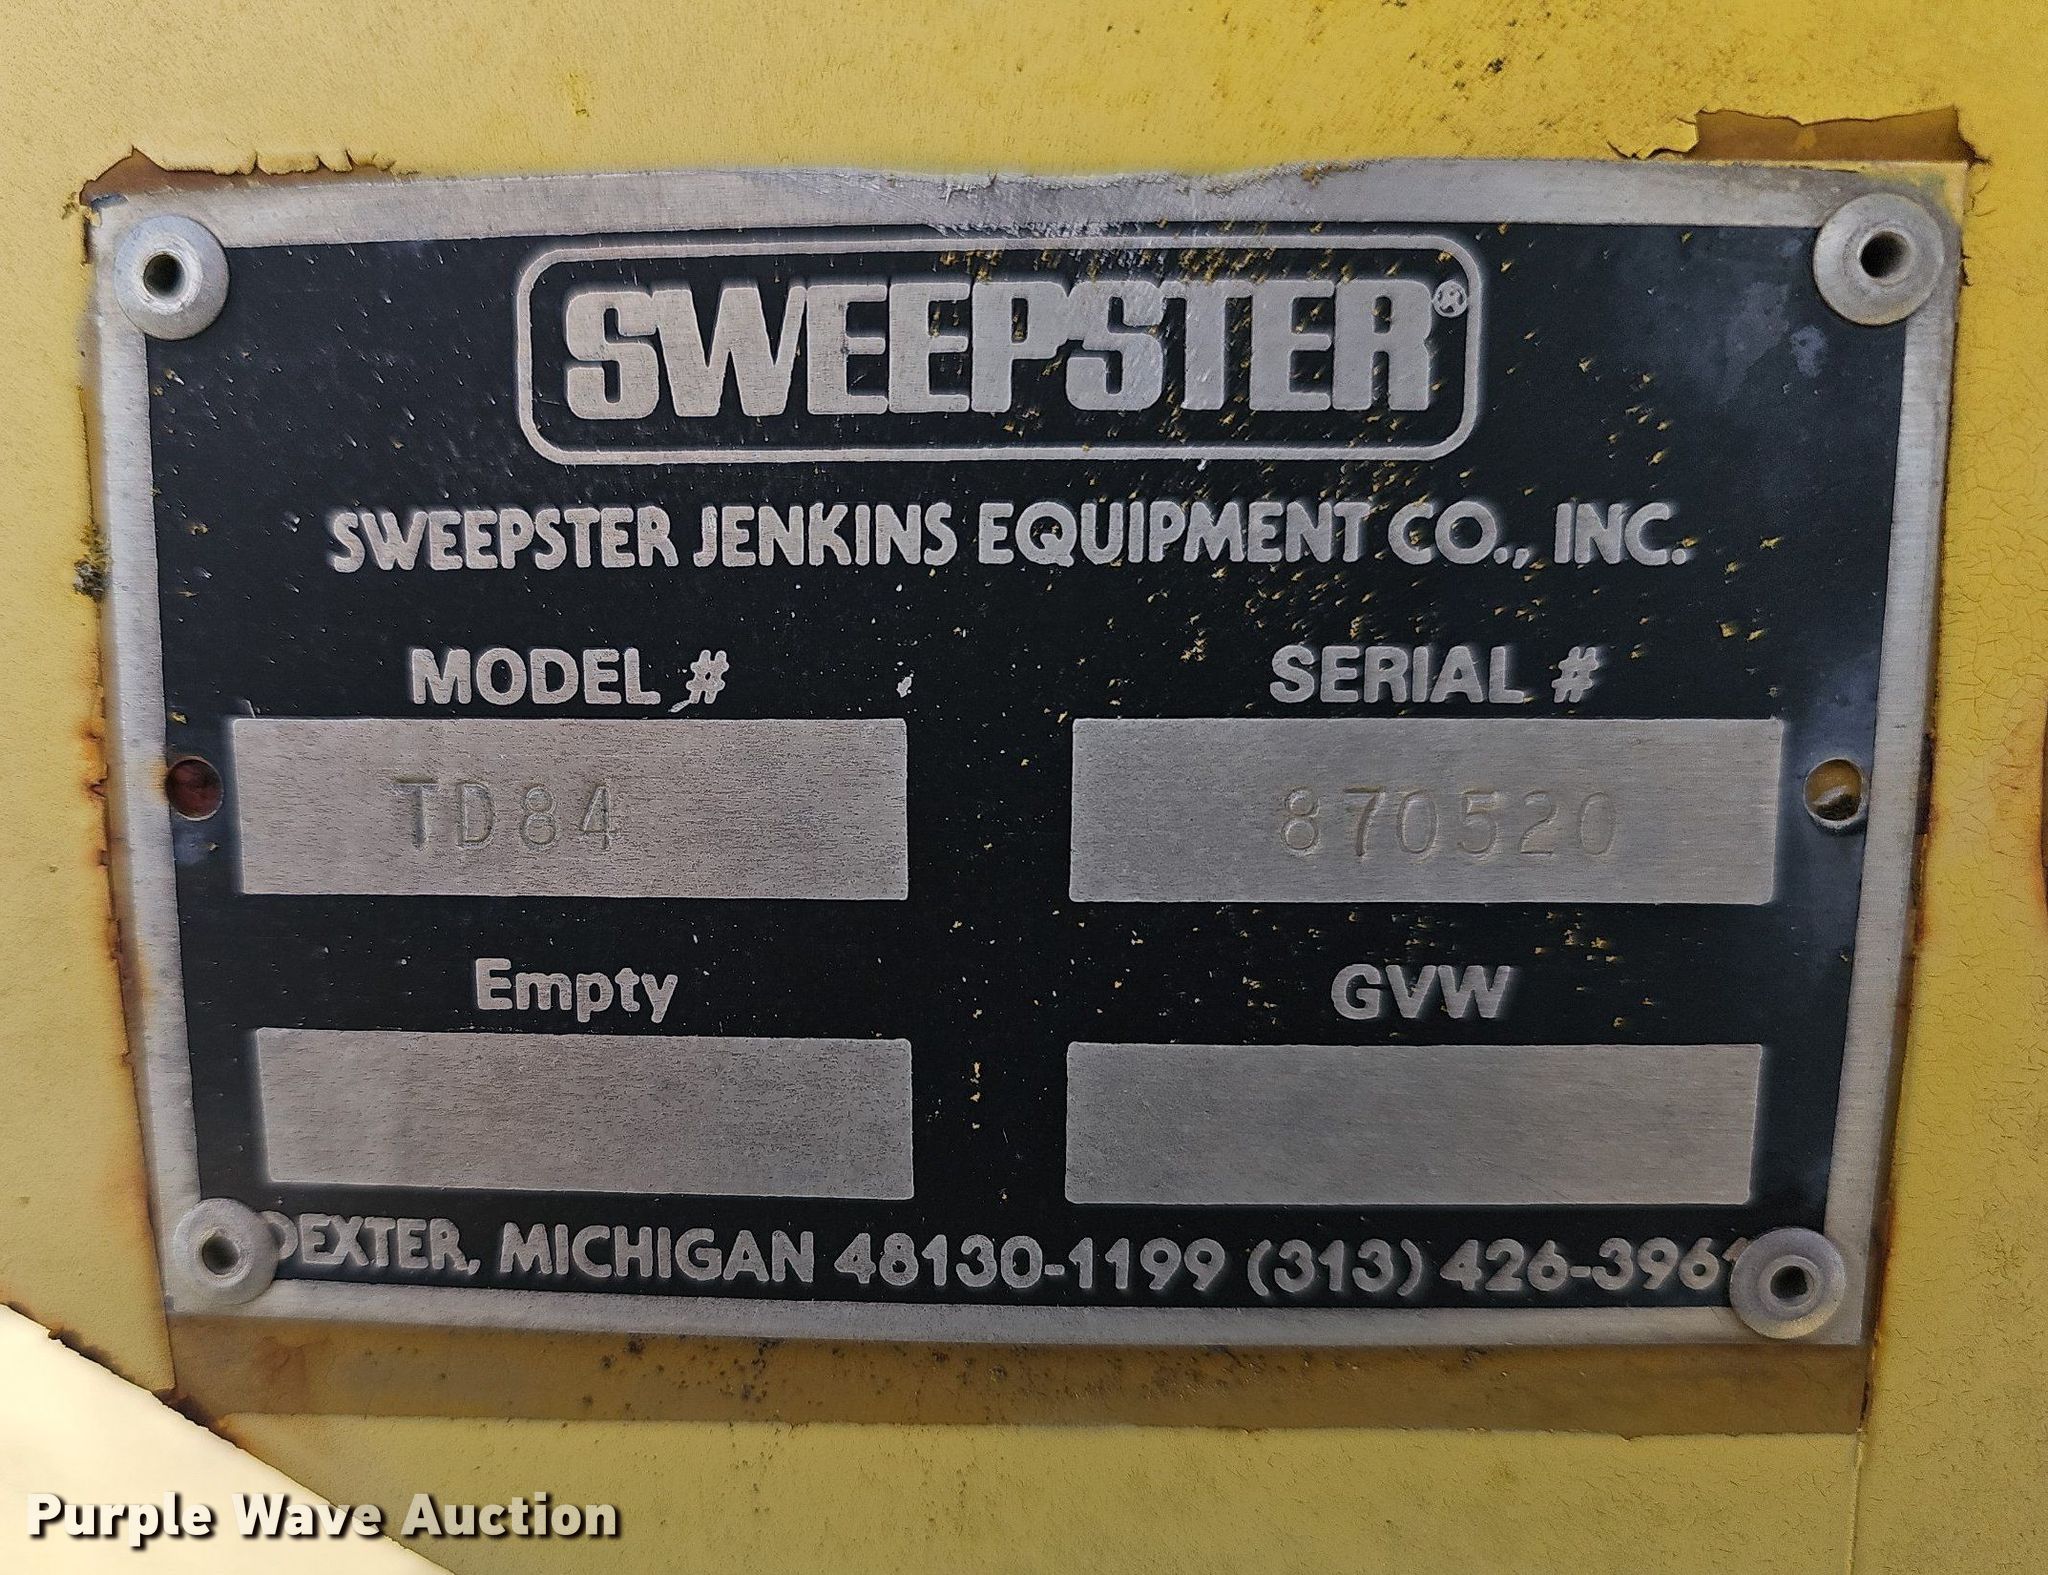 SWEEPSTER®
SWEEPSTER JENKINS EQUIPMENT CO., INC.
MODEL # SERIAL #
TD84 870520
Empty GVW
DEXTER, MICHIGAN 48130-1199 (313) 426-3961
Purple Wave Auction